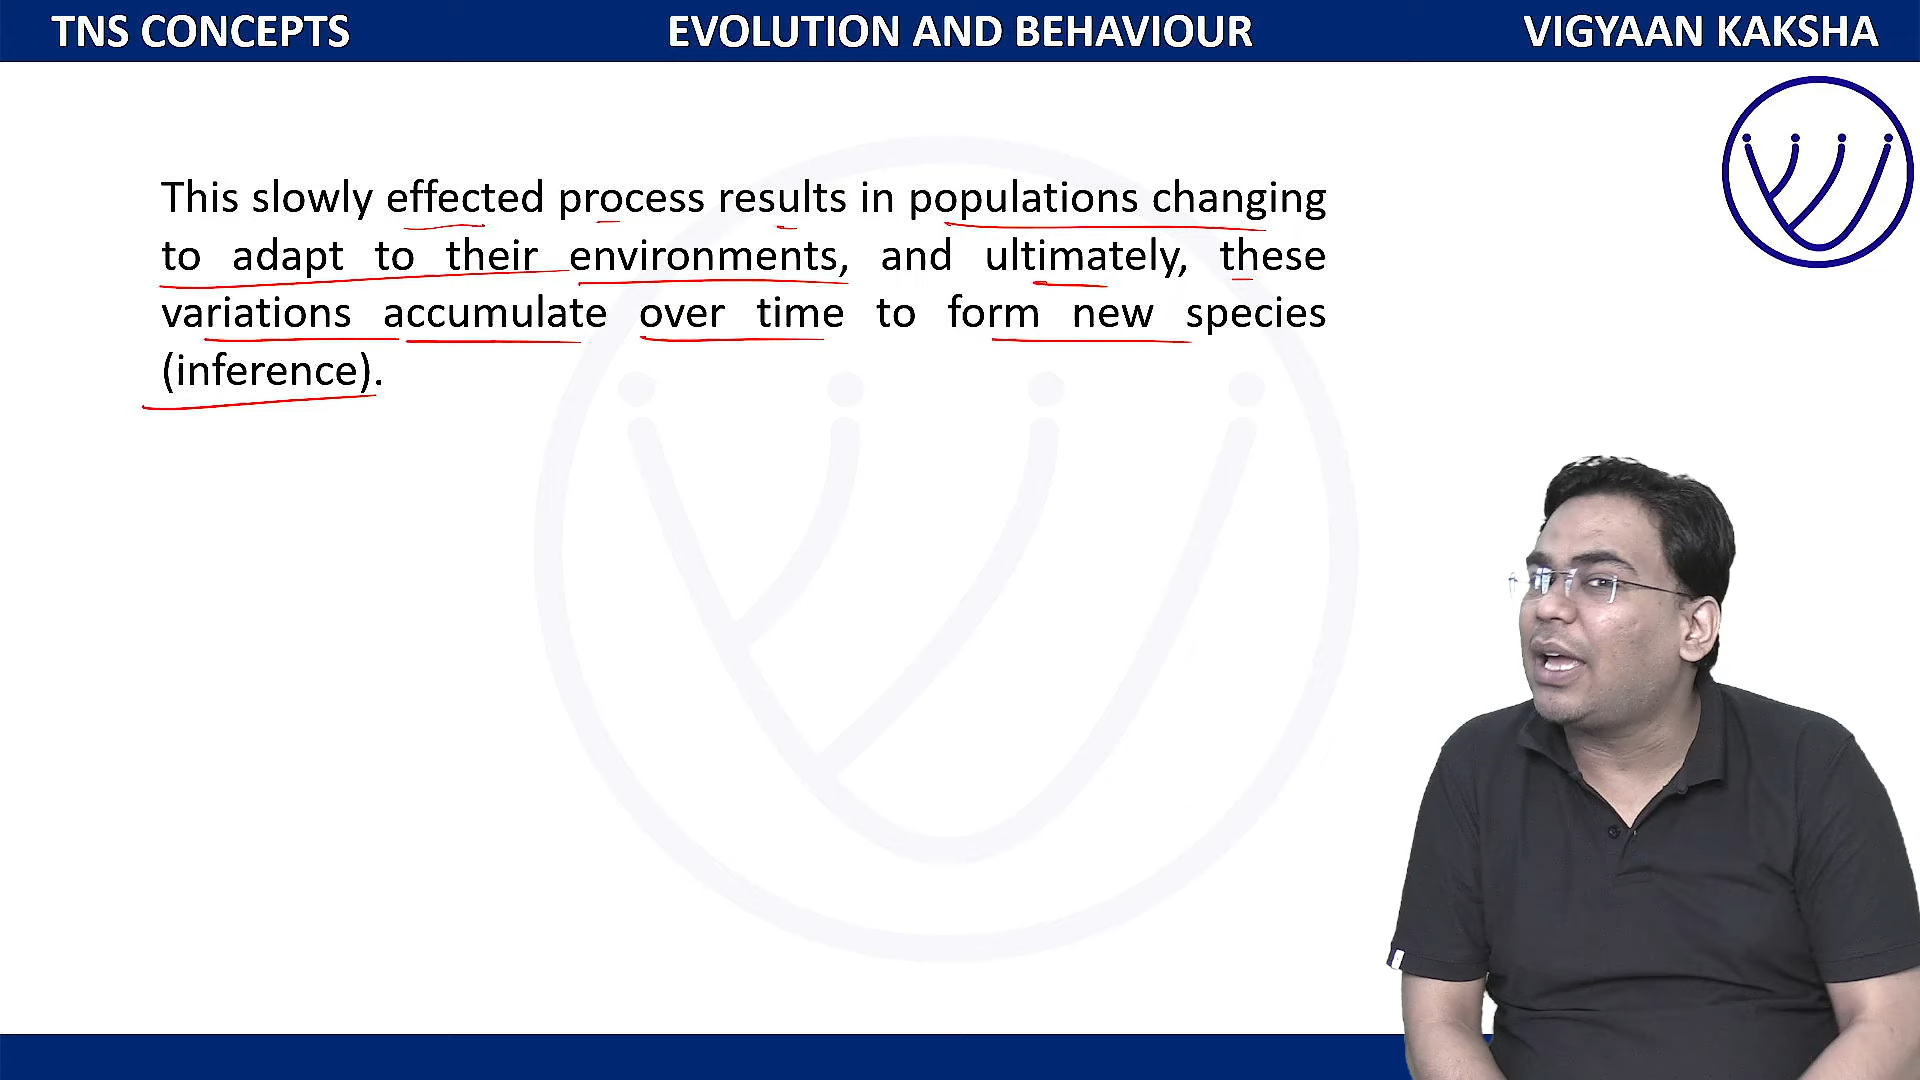 TNS CONCEPTS
EVOLUTION AND BEHAVIOUR
VIGYAAN KAKSHA
This slowly effected process results in populations changing
to adapt to their environments, and ultimately, these
variations accumulate over time to form new species
(inference).